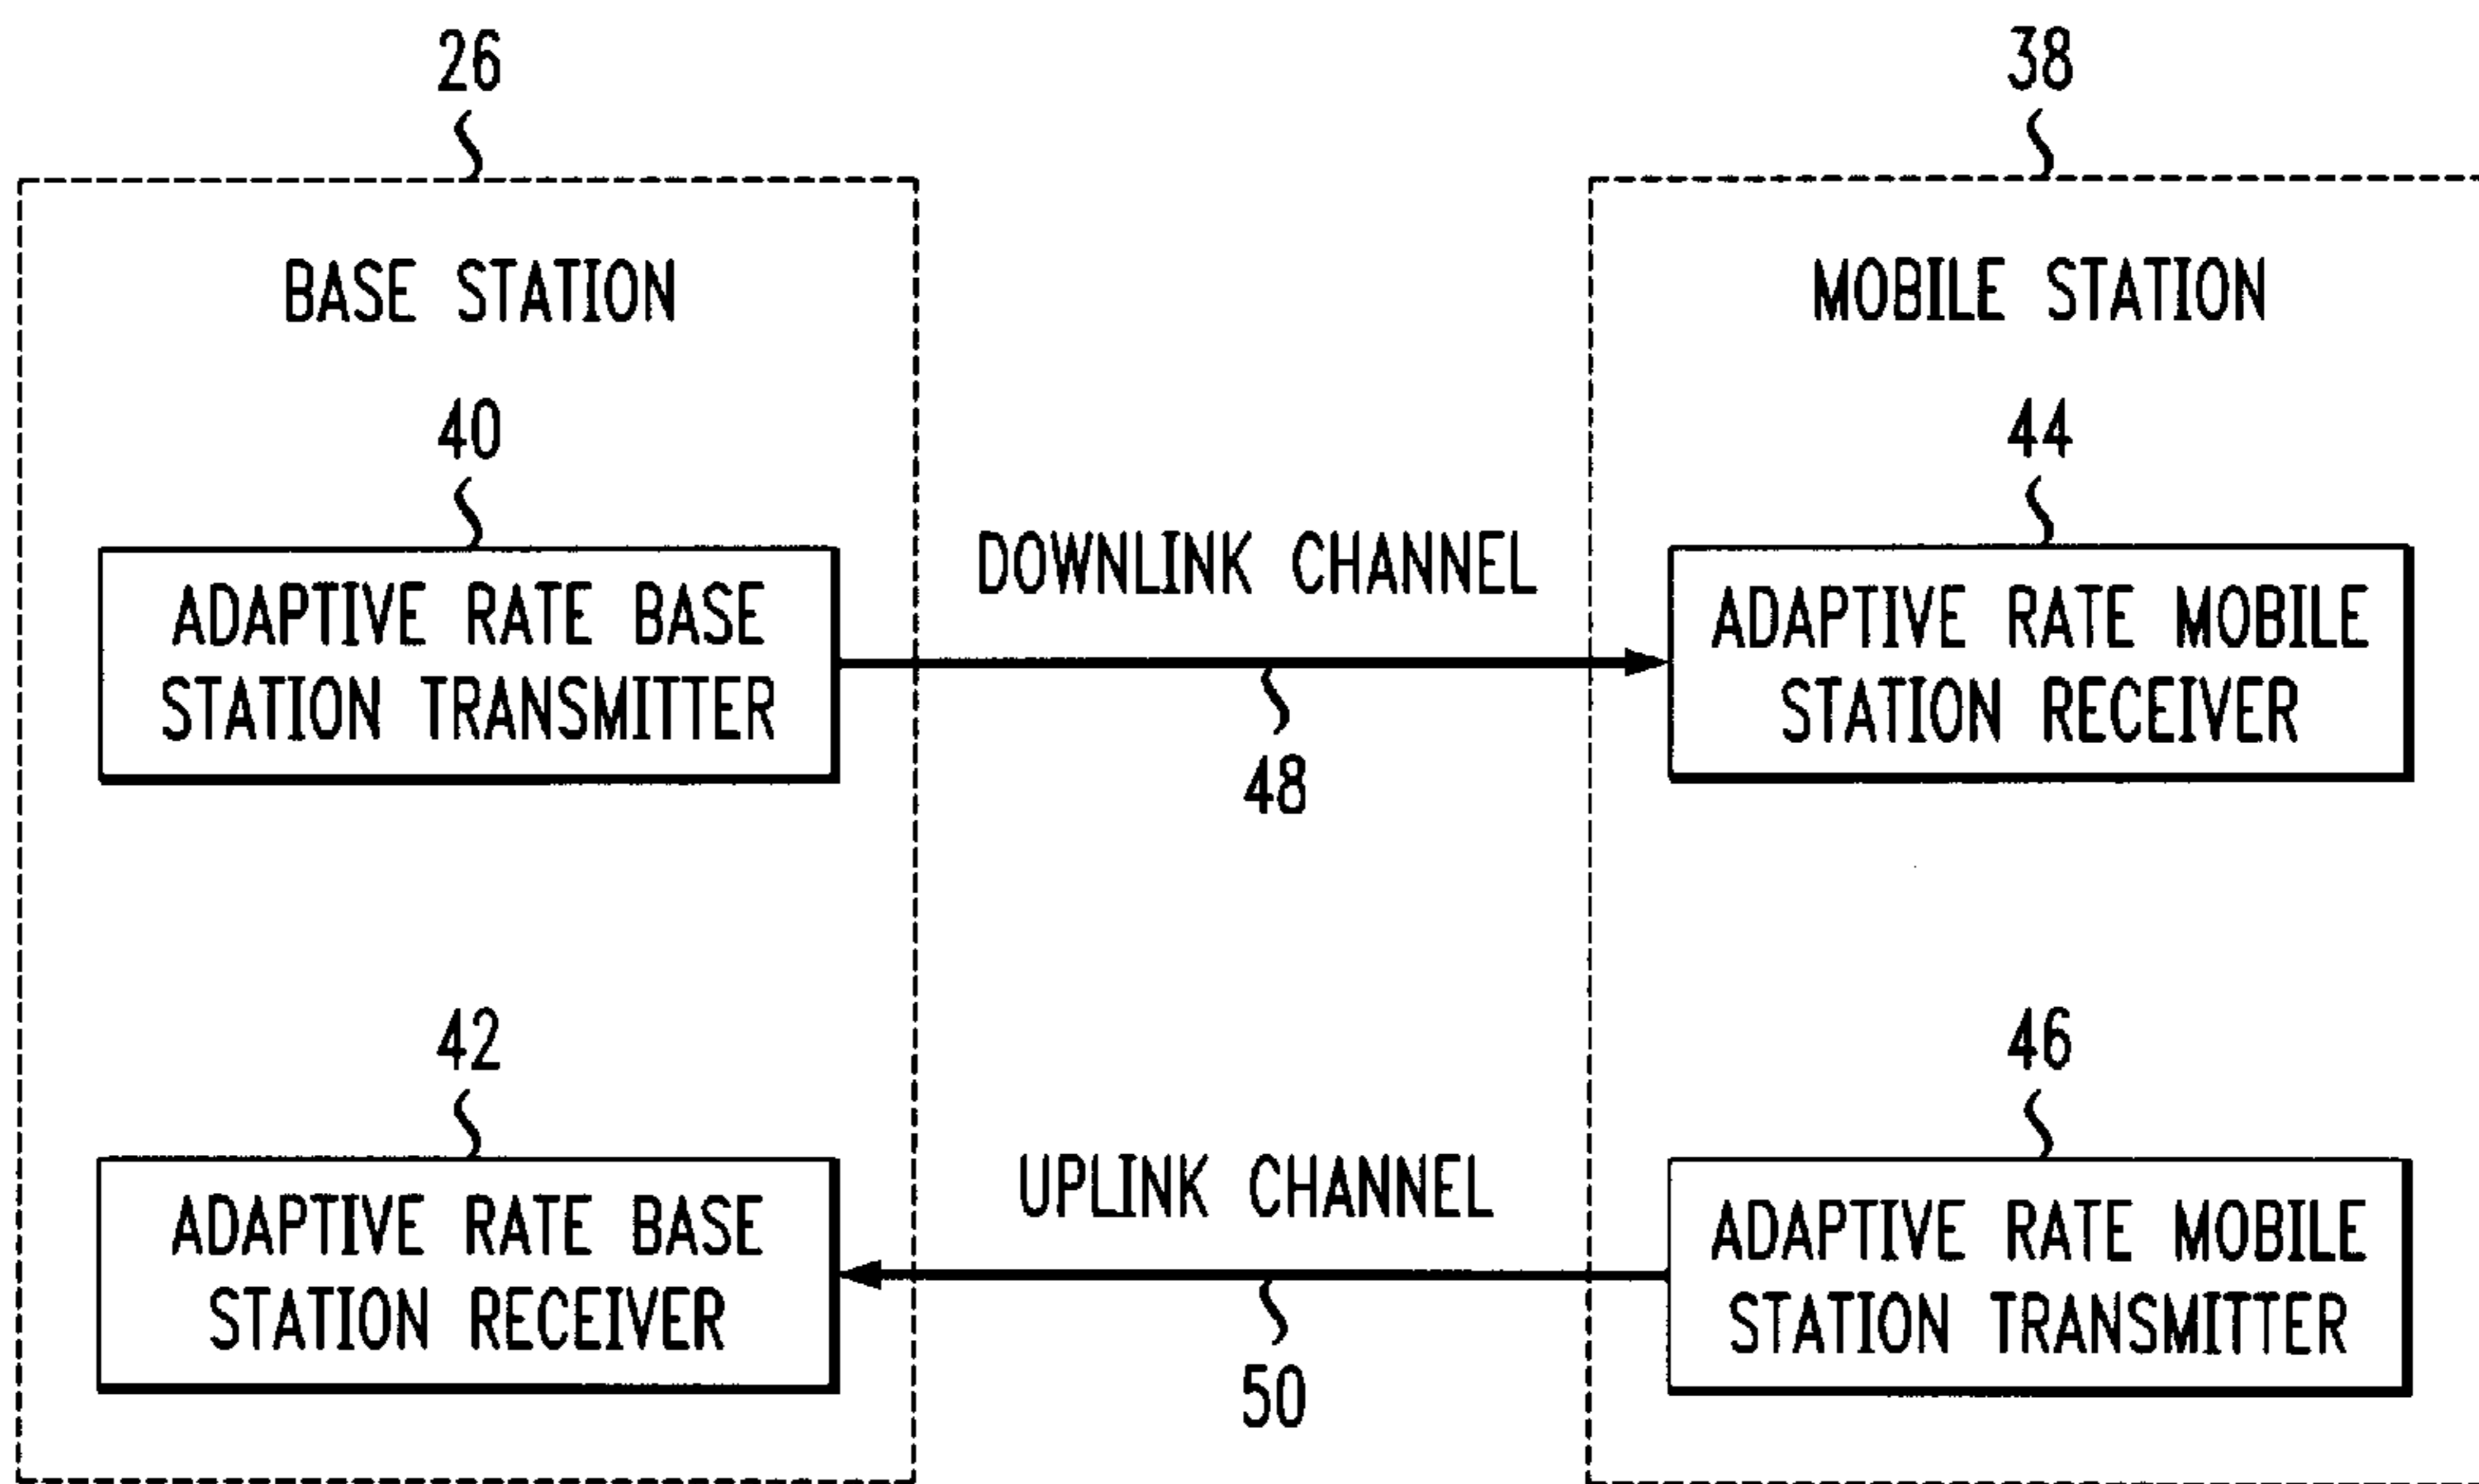 26
38
BASE STATION
MOBILE STATION
40
44
ADAPTIVE RATE BASE
STATION TRANSMITTER
DOWNLINK CHANNEL
48
ADAPTIVE RATE MOBILE
STATION RECEIVER
42
46
ADAPTIVE RATE BASE
STATION RECEIVER
UPLINK CHANNEL
50
ADAPTIVE RATE MOBILE
STATION TRANSMITTER